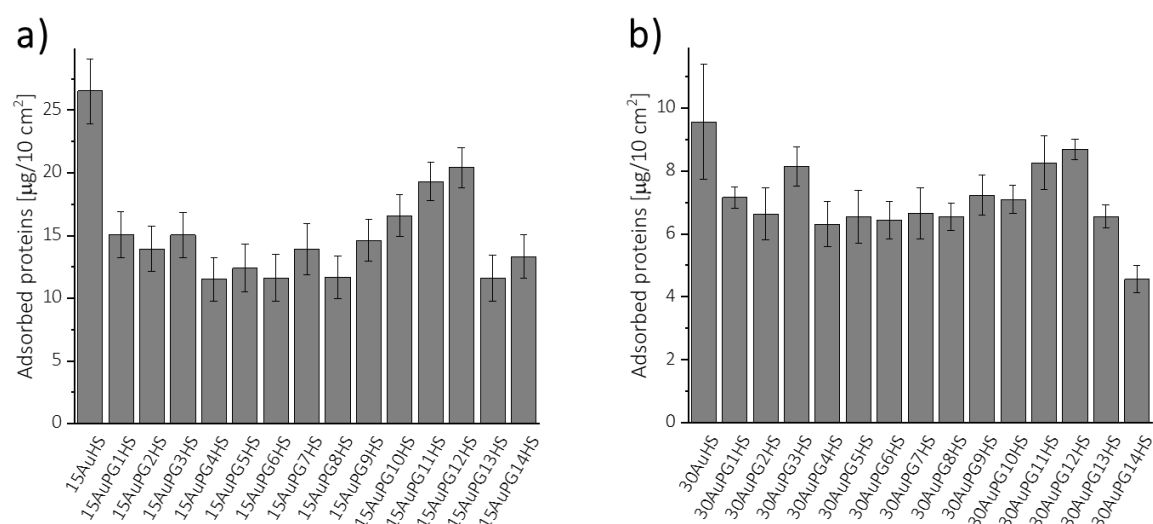 a)
Adsorbed proteins [µg/10 cm²]
25
20
15
10
5
0
15AuHS
15AuPG1HS
15AuPG2HS
15AuPG3HS
15AuPG4HS
15AuPG5HS
15AuPG6HS
15AuPG7HS
15AuPG8HS
15AuPG9HS
15AuPG10HS
15AuPG11HS
15AuPG12HS
15AuPG13HS
15AuPG14HS
b)
Adsorbed proteins [µg/10 cm²]
10
8
6
4
2
0
30AuHS
30AuPG1HS
30AuPG2HS
30AuPG3HS
30AuPG4HS
30AuPG5HS
30AuPG6HS
30AuPG7HS
30AuPG8HS
30AuPG9HS
30AuPG10HS
30AuPG11HS
30AuPG12HS
30AuPG13HS
30AuPG14HS